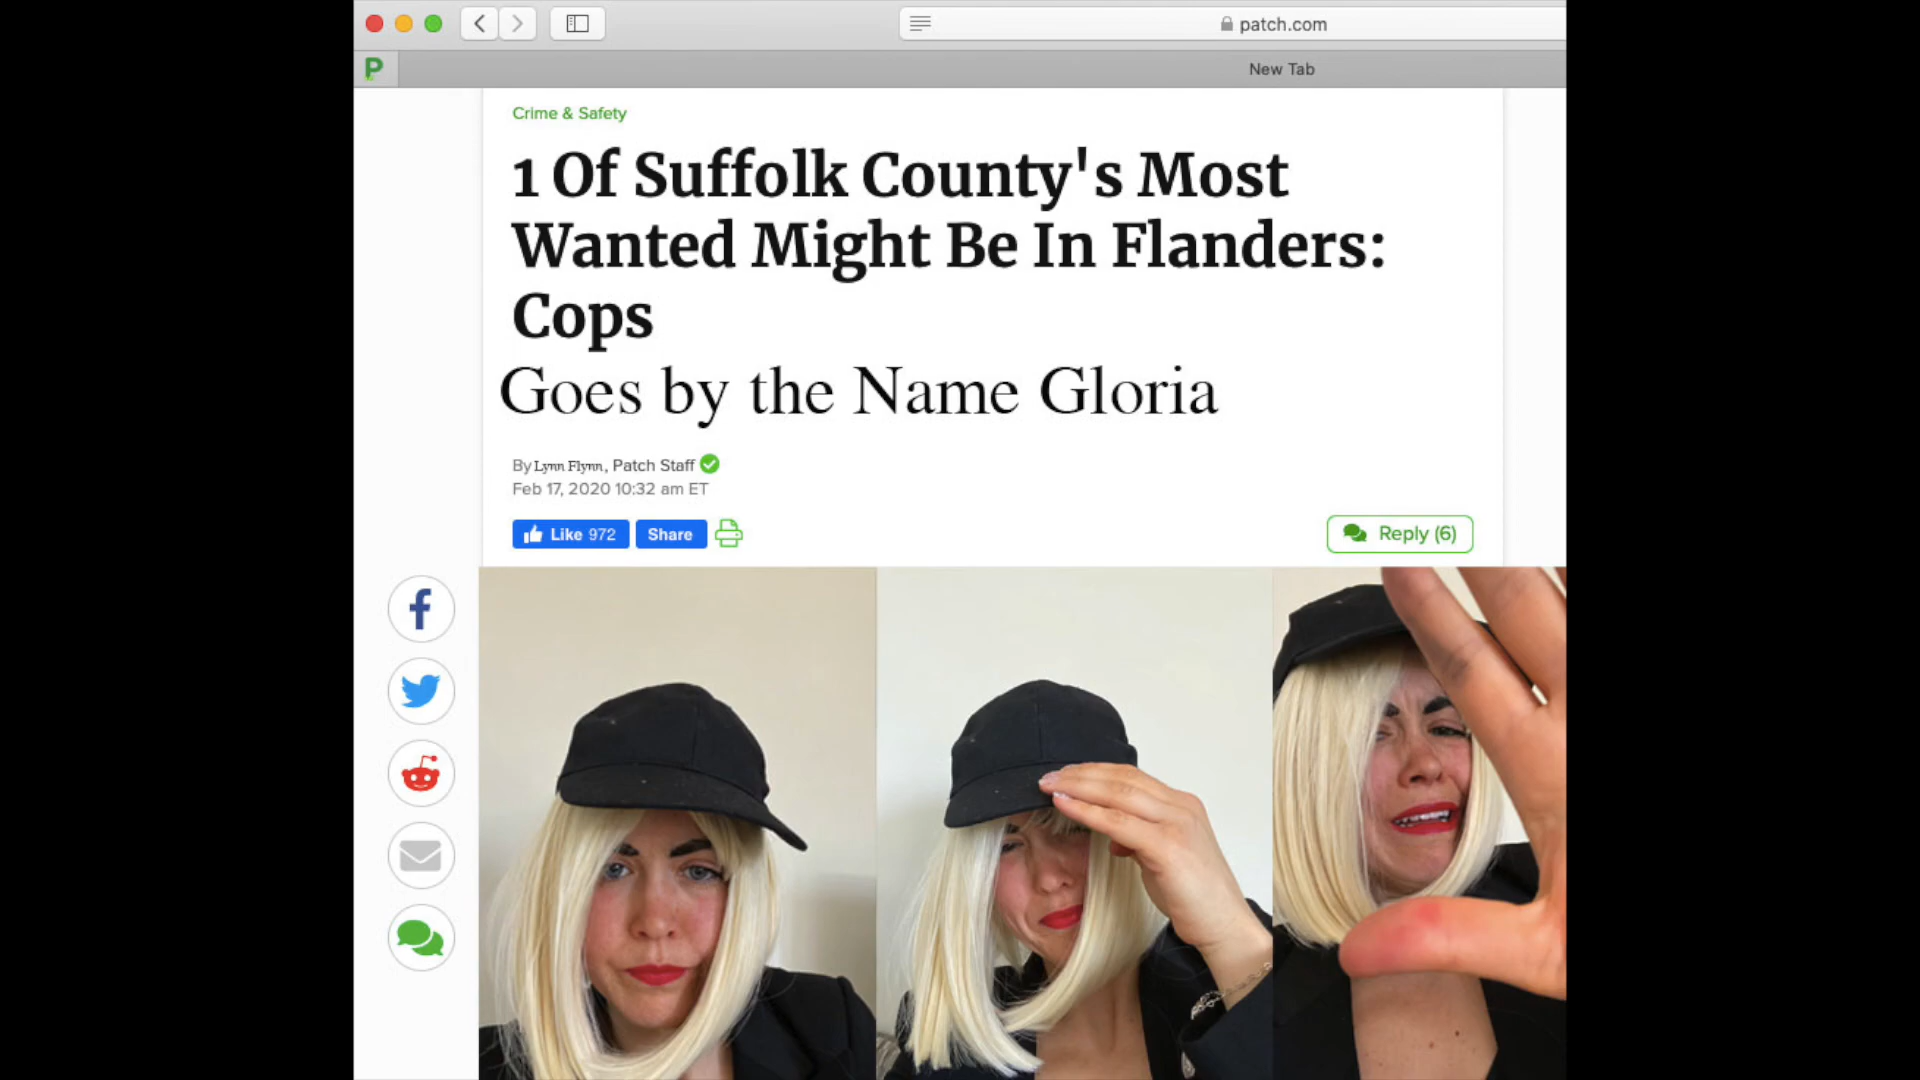 patch.com
P
New Tab
Crime & Safety
1 Of Suffolk County's Most
Wanted Might Be In Flanders:
Cops
Goes by the Name Gloria
By Lynn Flynn, Patch Staff
Feb 17, 2020 10:32 am ET
Like 972
Share
Reply (6)